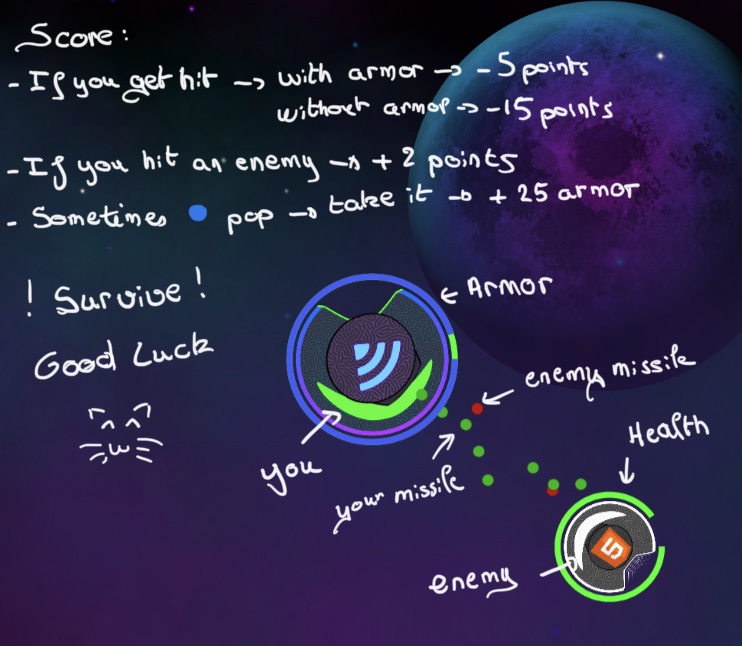 Score:
- If you get hit -> with armor -> - 5 points
without armor -> -15 points
- If you hit an enemy -> + 2 points
- Sometimes pop -> take it -> + 25 armor
! Survive !
Good Luck
Armor
enemy missile
Health
you
your missile
enemy
5